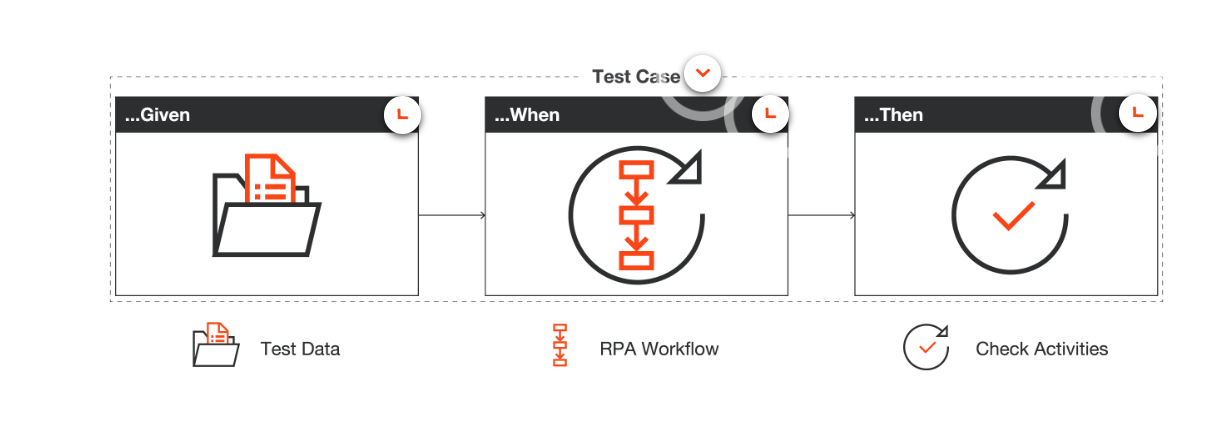 Test Case
...Given
...When
...Then
Test Data
RPA Workflow
Check Activities